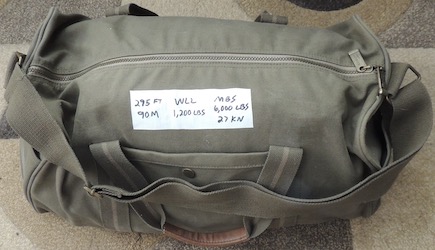 295 FT WLL MBS
90M 1,200 LBS 6,000 LBS
27 KN